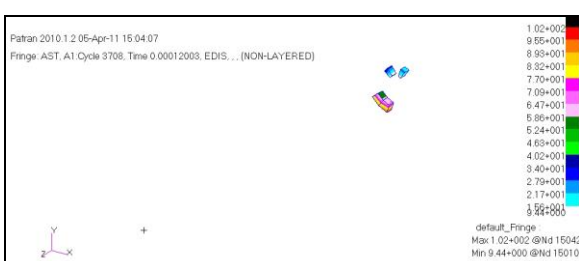 Patran 2010.1.2 05-Apr-11 15:04:07
Fringe: AST, A1:Cycle 3708, Time 0.00012003, EDIS, , , (NON-LAYERED)
1.02+002
9.55+001
8.93+001
8.32+001
7.70+001
7.09+001
6.47+001
5.86+001
5.24+001
4.63+001
4.02+001
3.40+001
2.79+001
2.17+001
1.56+001
9.44+000
Y
Z X
default_Fringe :
Max 1.02+002 @Nd 15042
Min 9.44+000 @Nd 15010